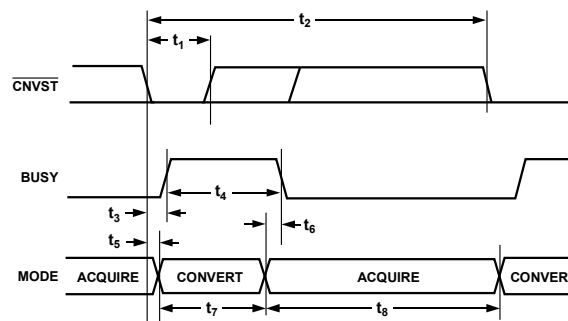 t2
t1
CNVST
BUSY
t4
t3
t6
t5
MODE ACQUIRE CONVERT ACQUIRE CONVER
t7 t8